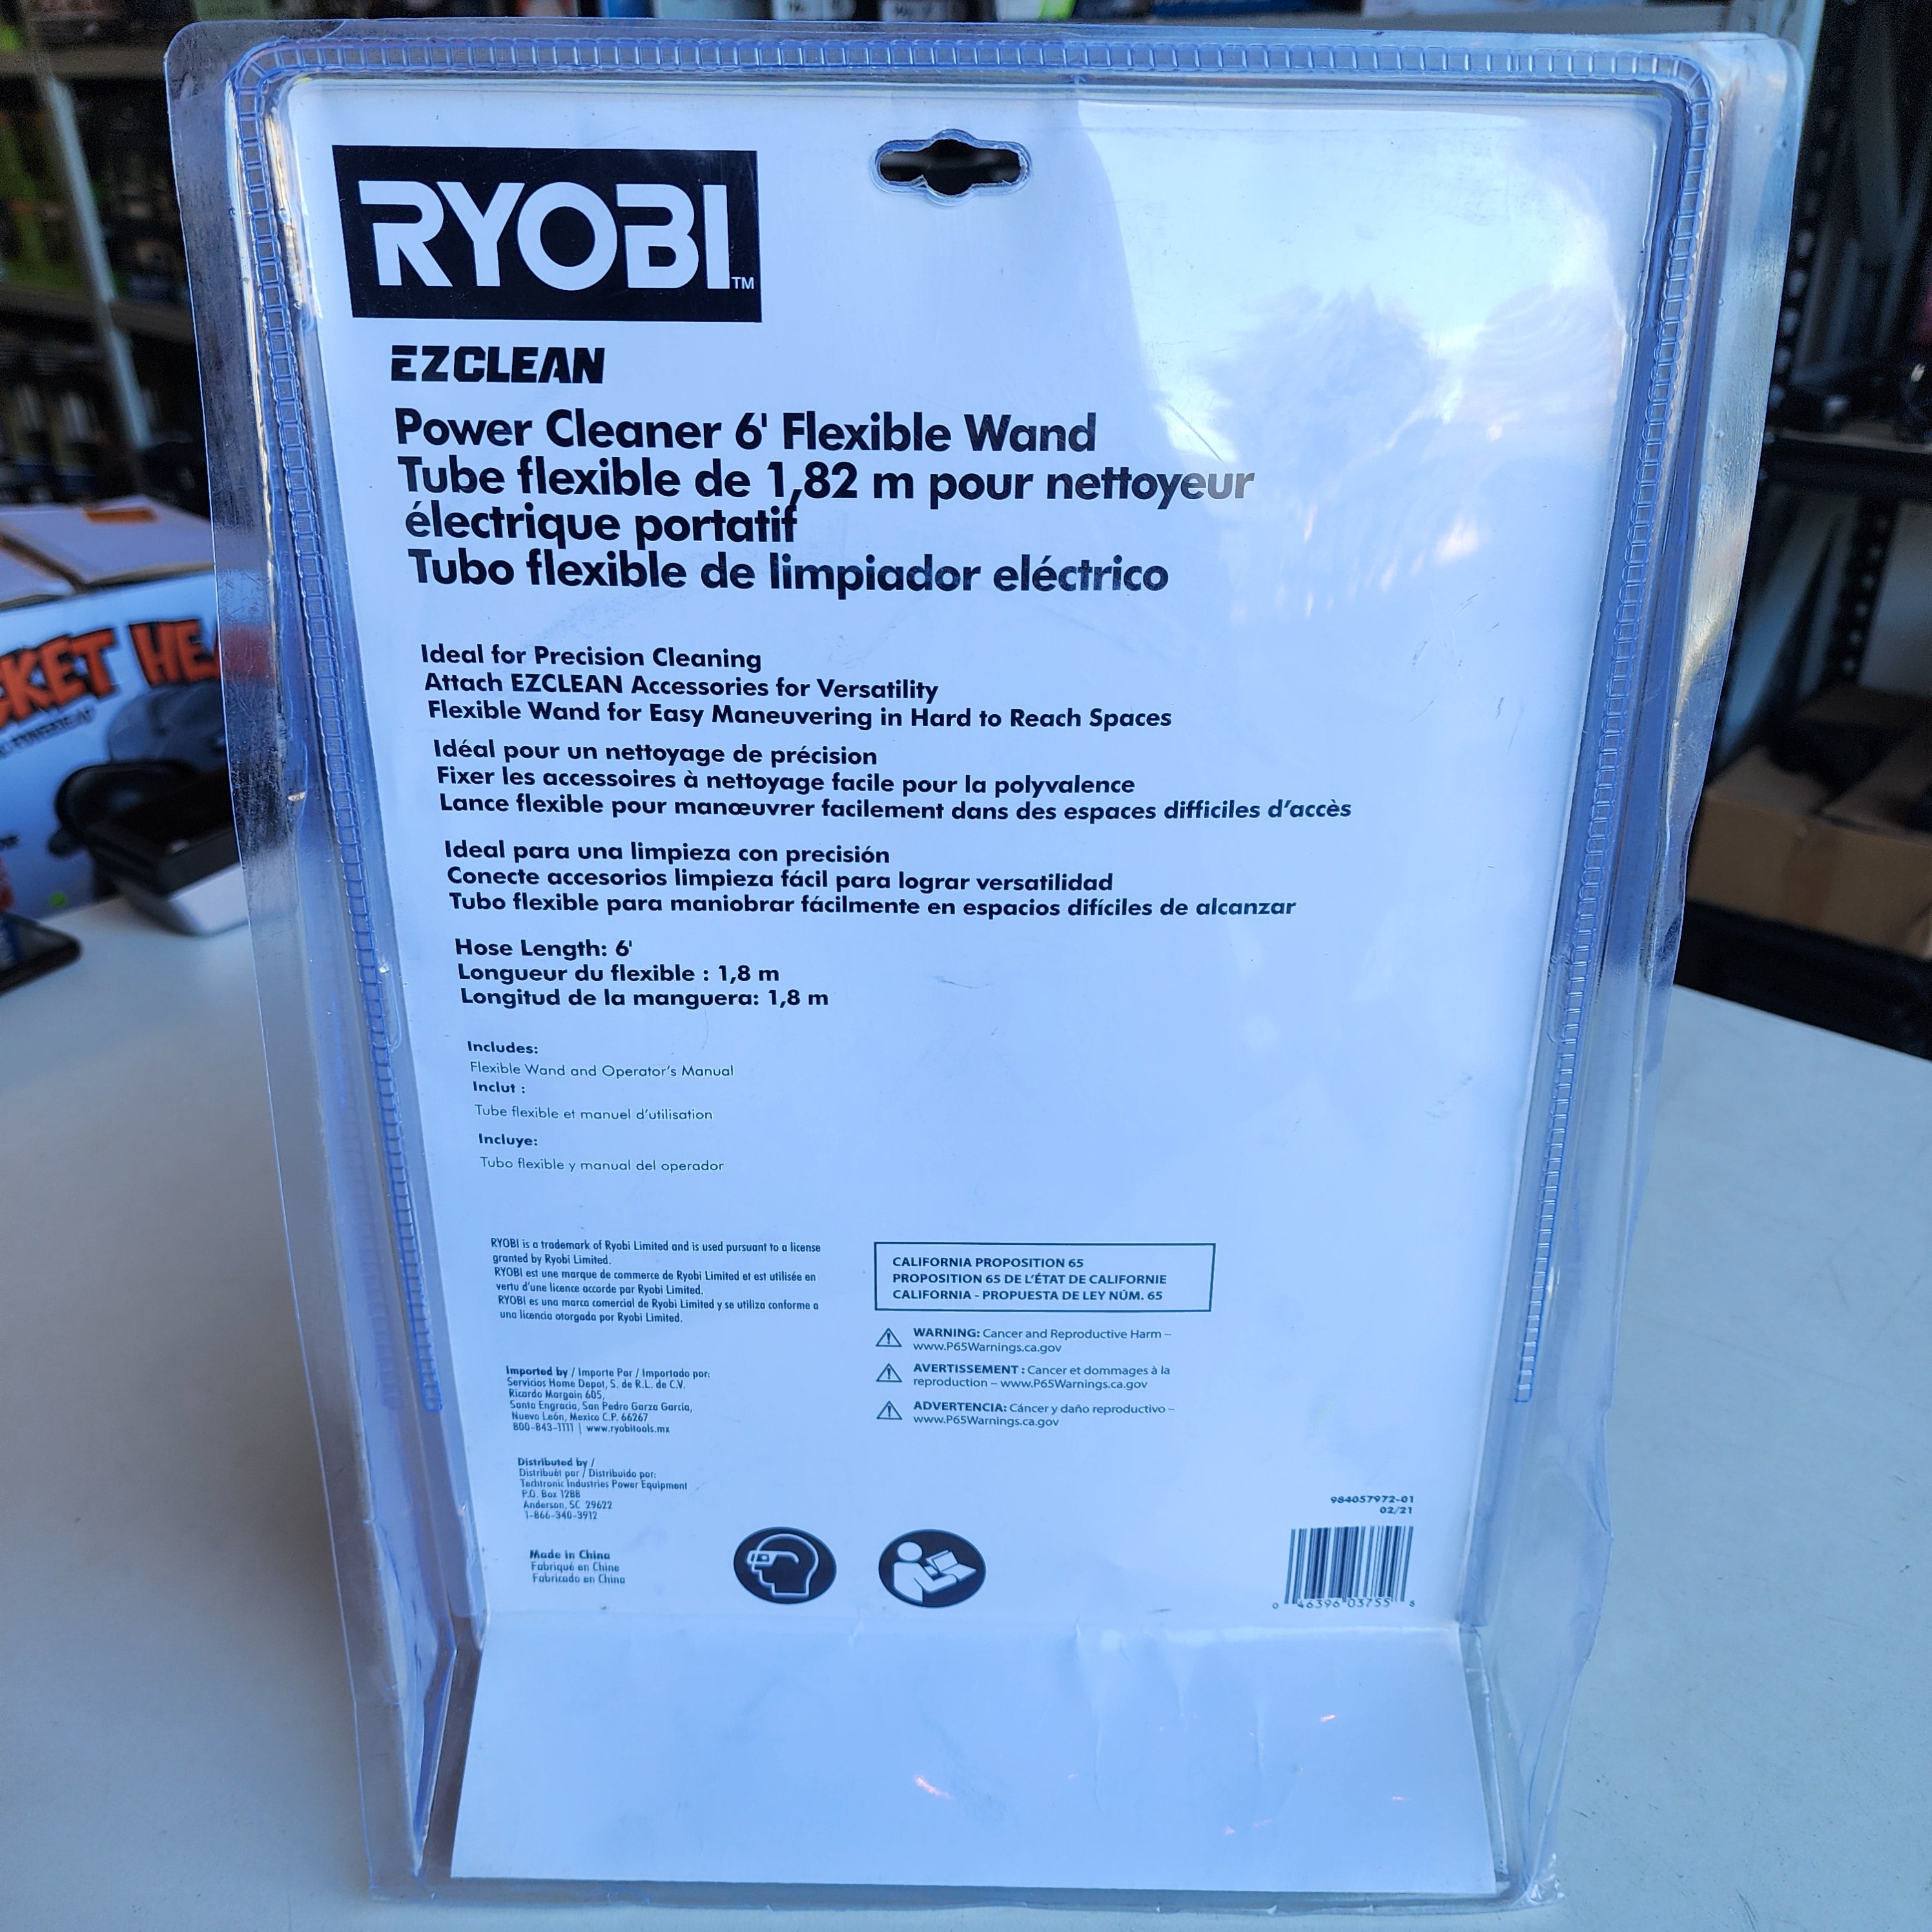 RYOBI™
EZCLEAN
Power Cleaner 6' Flexible Wand
Tube flexible de 1,82 m pour nettoyeur
électrique portatif
Tubo flexible de limpiador eléctrico
Ideal for Precision Cleaning
Attach EZCLEAN Accessories for Versatility
Flexible Wand for Easy Maneuvering in Hard to Reach Spaces
Idéal pour un nettoyage de précision
Fixer les accessoires à nettoyage facile pour la polyvalence
Lance flexible pour manœuvrer facilement dans des espaces difficiles d'accès
Ideal para una limpieza con precisión
Conecte accesorios limpieza fácil para lograr versatilidad
Tubo flexible para maniobrar fácilmente en espacios difíciles de alcanzar
Hose Length: 6'
Longueur du flexible : 1,8 m
Longitud de la manguera: 1,8 m
Includes:
Flexible Wand and Operator's Manual
Inclut :
Tube flexible et manuel d'utilisation
Incluye:
Tubo flexible y manual del operador
RYOBI is a trademark of Ryobi Limited and is used pursuant to a license
granted by Ryobi Limited.
RYOBI est une marque de commerce de Ryobi Limited et est utilisée en
vertu d'une licence accorde par Ryobi Limited.
RYOBI es una marca comercial de Ryobi Limited y se utiliza conforme a
una licencia otorgada por Ryobi Limited.
Imported by / Importe Par / Importado por:
Servicios Home Depot, S. de R.L. de C.V.
Ricardo Margain 605,
Santa Engracia, San Pedro Garza Garcia,
Nuevo León, Mexico C.P. 66267
800-843-1111 | www.ryobitools.mx
Distributed by /
Distribuét par / Distribuido por:
Techtronic Industries Power Equipment
P.O. Box 1288
Anderson, SC 29622
1-866-340-3912
Made in China
Fabriqué en Chine
Fabricado en China
CALIFORNIA PROPOSITION 65
PROPOSITION 65 DE L'ÉTAT DE CALIFORNIE
CALIFORNIA - PROPUESTA DE LEY NÚM. 65
WARNING: Cancer and Reproductive Harm –
www.P65Warnings.ca.gov
AVERTISSEMENT : Cancer et dommages à la
reproduction – www.P65Warnings.ca.gov
ADVERTENCIA: Cáncer y daño reproductivo –
www.P65Warnings.ca.gov
984057972-01
02/21
0 46396 03755 8